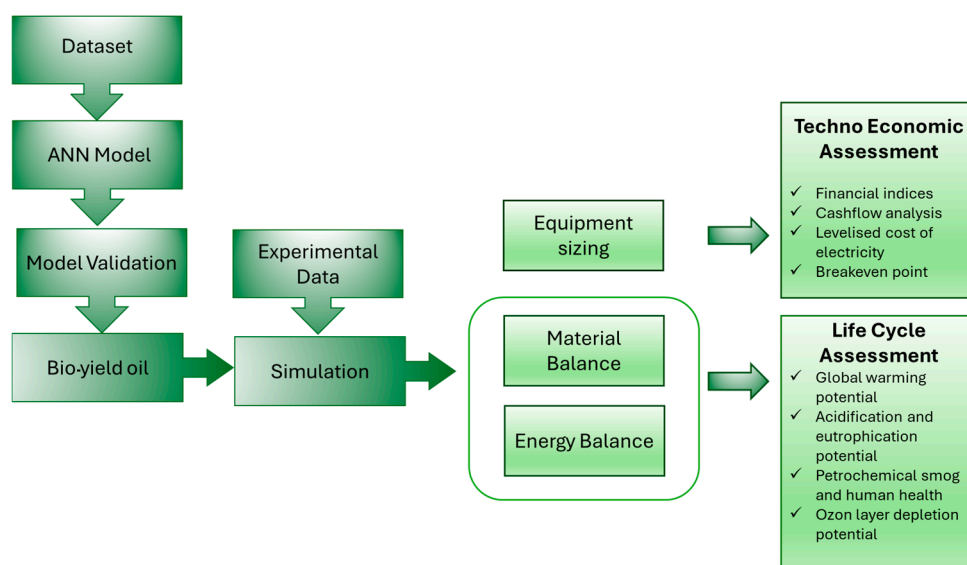 Dataset
ANN Model
Model Validation
Bio-yield oil
Experimental
Data
Simulation
Equipment
sizing
Material
Balance
Energy Balance
Techno Economic
Assessment
✓ Financial indices
✓ Cashflow analysis
✓ Levelised cost of
electricity
✓ Breakeven point
Life Cycle
Assessment
✓ Global warming
potential
✓ Acidification and
eutrophication
potential
✓ Petrochemical smog
and human health
✓ Ozon layer depletion
potential